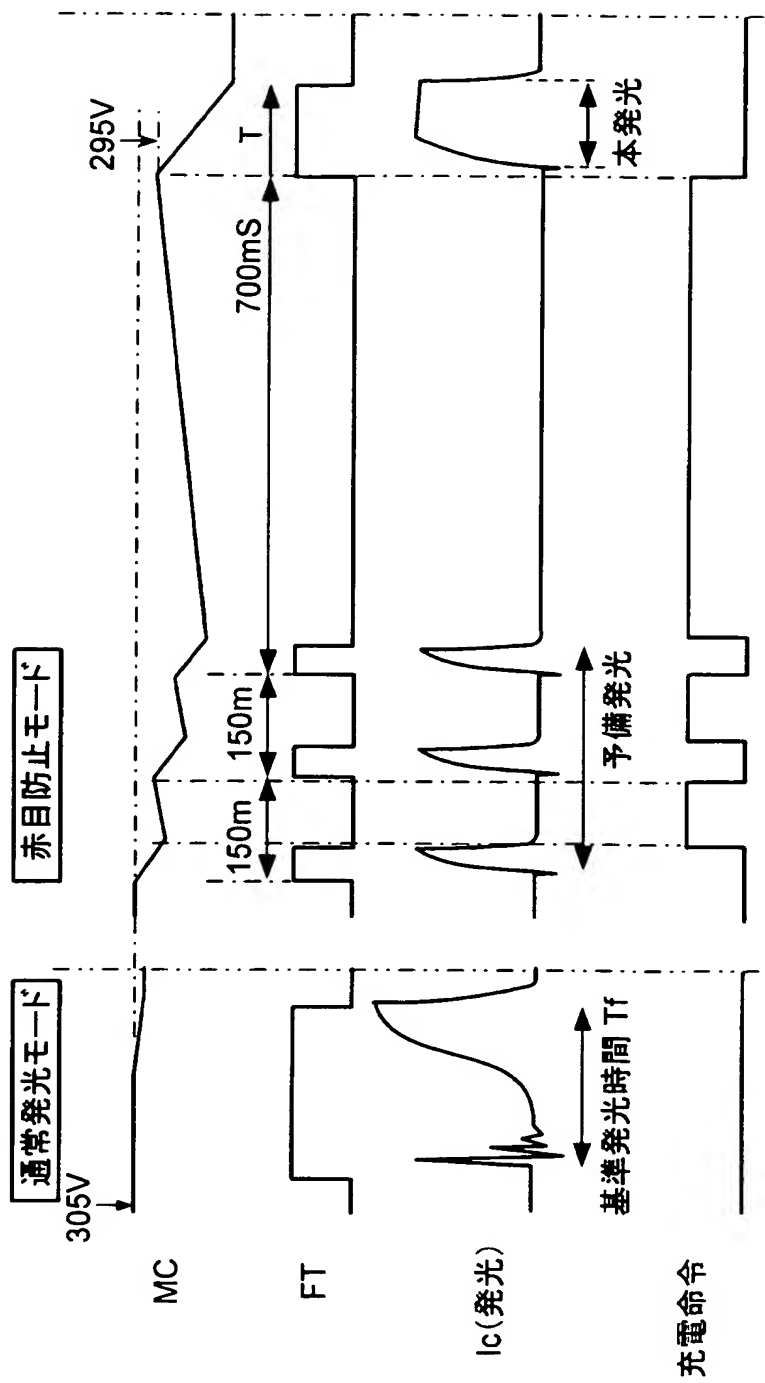 通常発光モード
赤目防止モード
305V
295V
MC
150m
150m
700mS
T
FT
Ic(発光)
基準発光時間 Tf
予備発光
本発光
充電命令